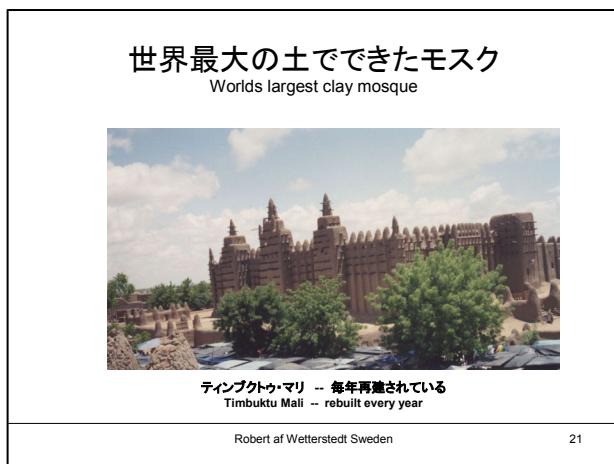 世界最大の土でできたモスク
Worlds largest clay mosque
ティンブクトゥ・マリ -- 毎年再建されている
Timbuktu Mali -- rebuilt every year
Robert af Wetterstedt Sweden 21